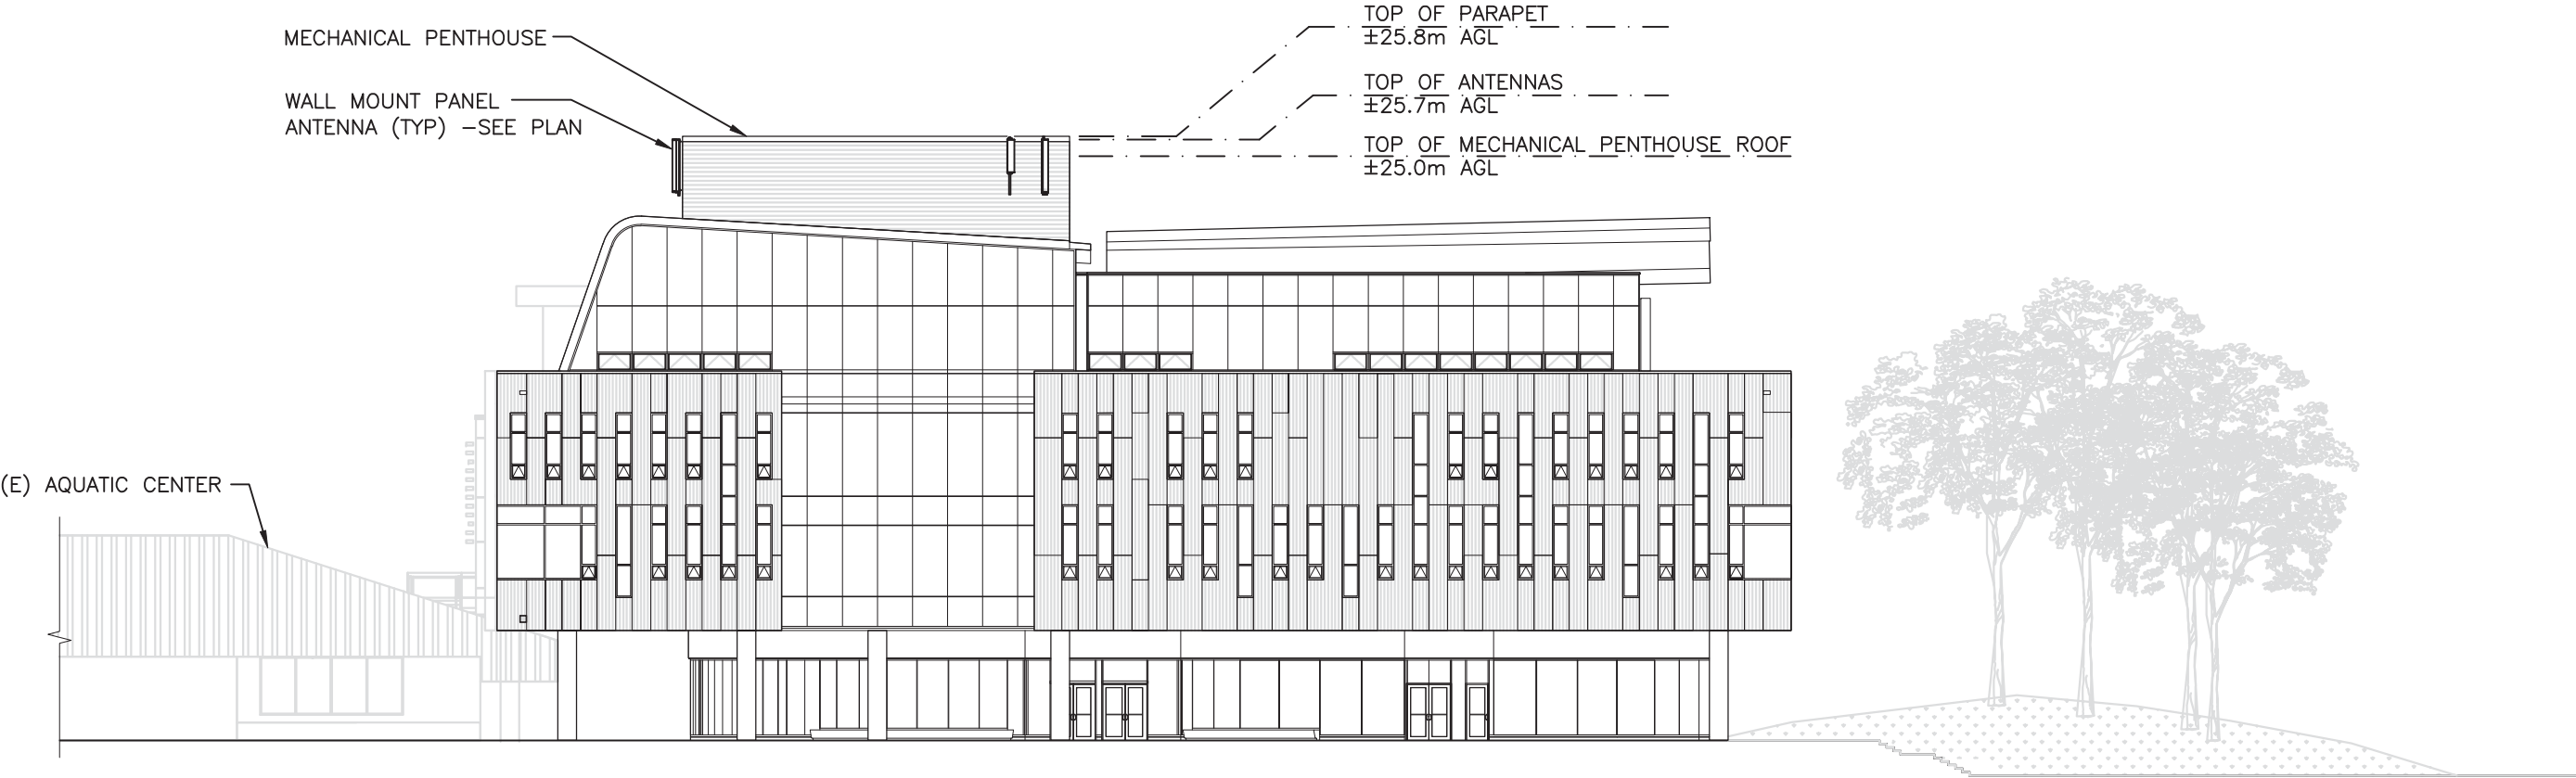 MECHANICAL PENTHOUSE
WALL MOUNT PANEL
ANTENNA (TYP) -SEE PLAN
TOP OF PARAPET
±25.8m AGL
TOP OF ANTENNAS
±25.7m AGL
TOP OF MECHANICAL PENTHOUSE ROOF
±25.0m AGL
(E) AQUATIC CENTER